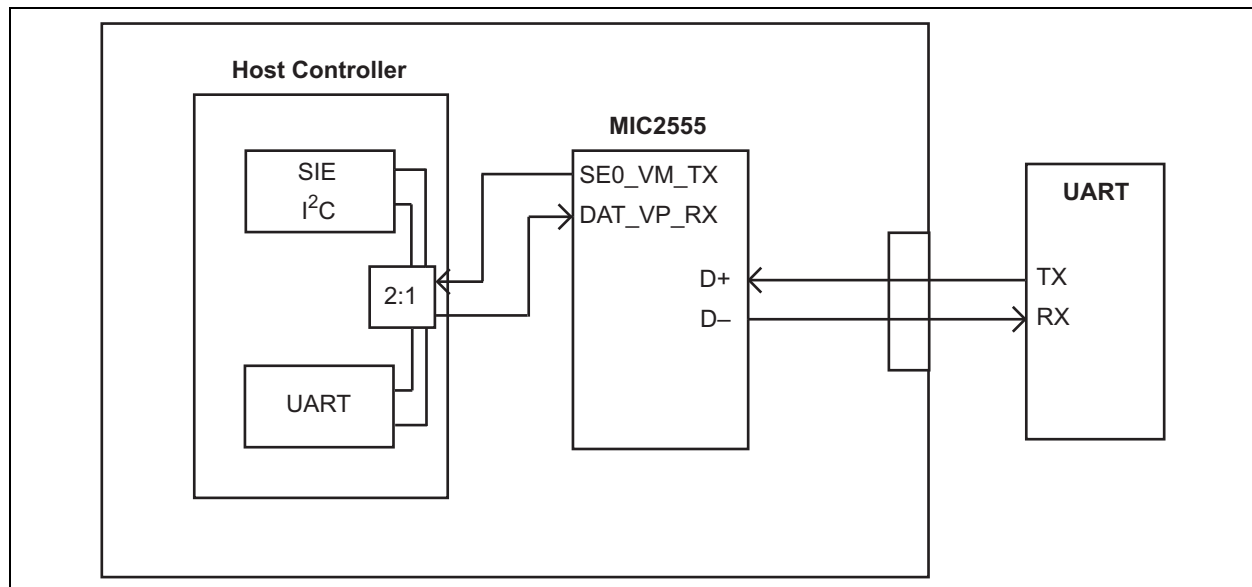 Host Controller
SIE
I²C
2:1
UART
MIC2555
SE0_VM_TX
DAT_VP_RX
D+
D–
UART
TX
RX